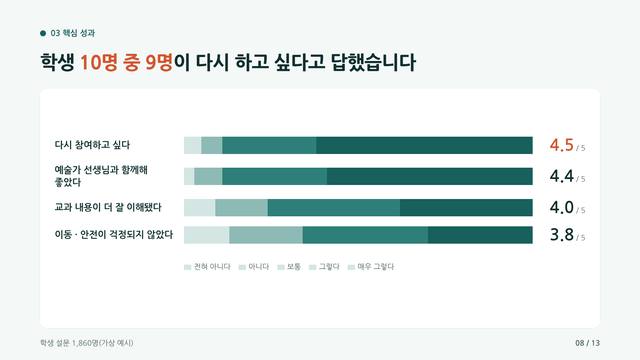 03 핵심 성과
학생 10명 중 9명이 다시 하고 싶다고 답했습니다
다시 참여하고 싶다
4.5 / 5
예술가 선생님과 함께해
좋았다
4.4 / 5
교과 내용이 더 잘 이해됐다
4.0 / 5
이동 · 안전이 걱정되지 않았다
3.8 / 5
전혀 아니다 아니다 보통 그렇다 매우 그렇다
학생 설문 1,860명(가상 예시)
08 / 13